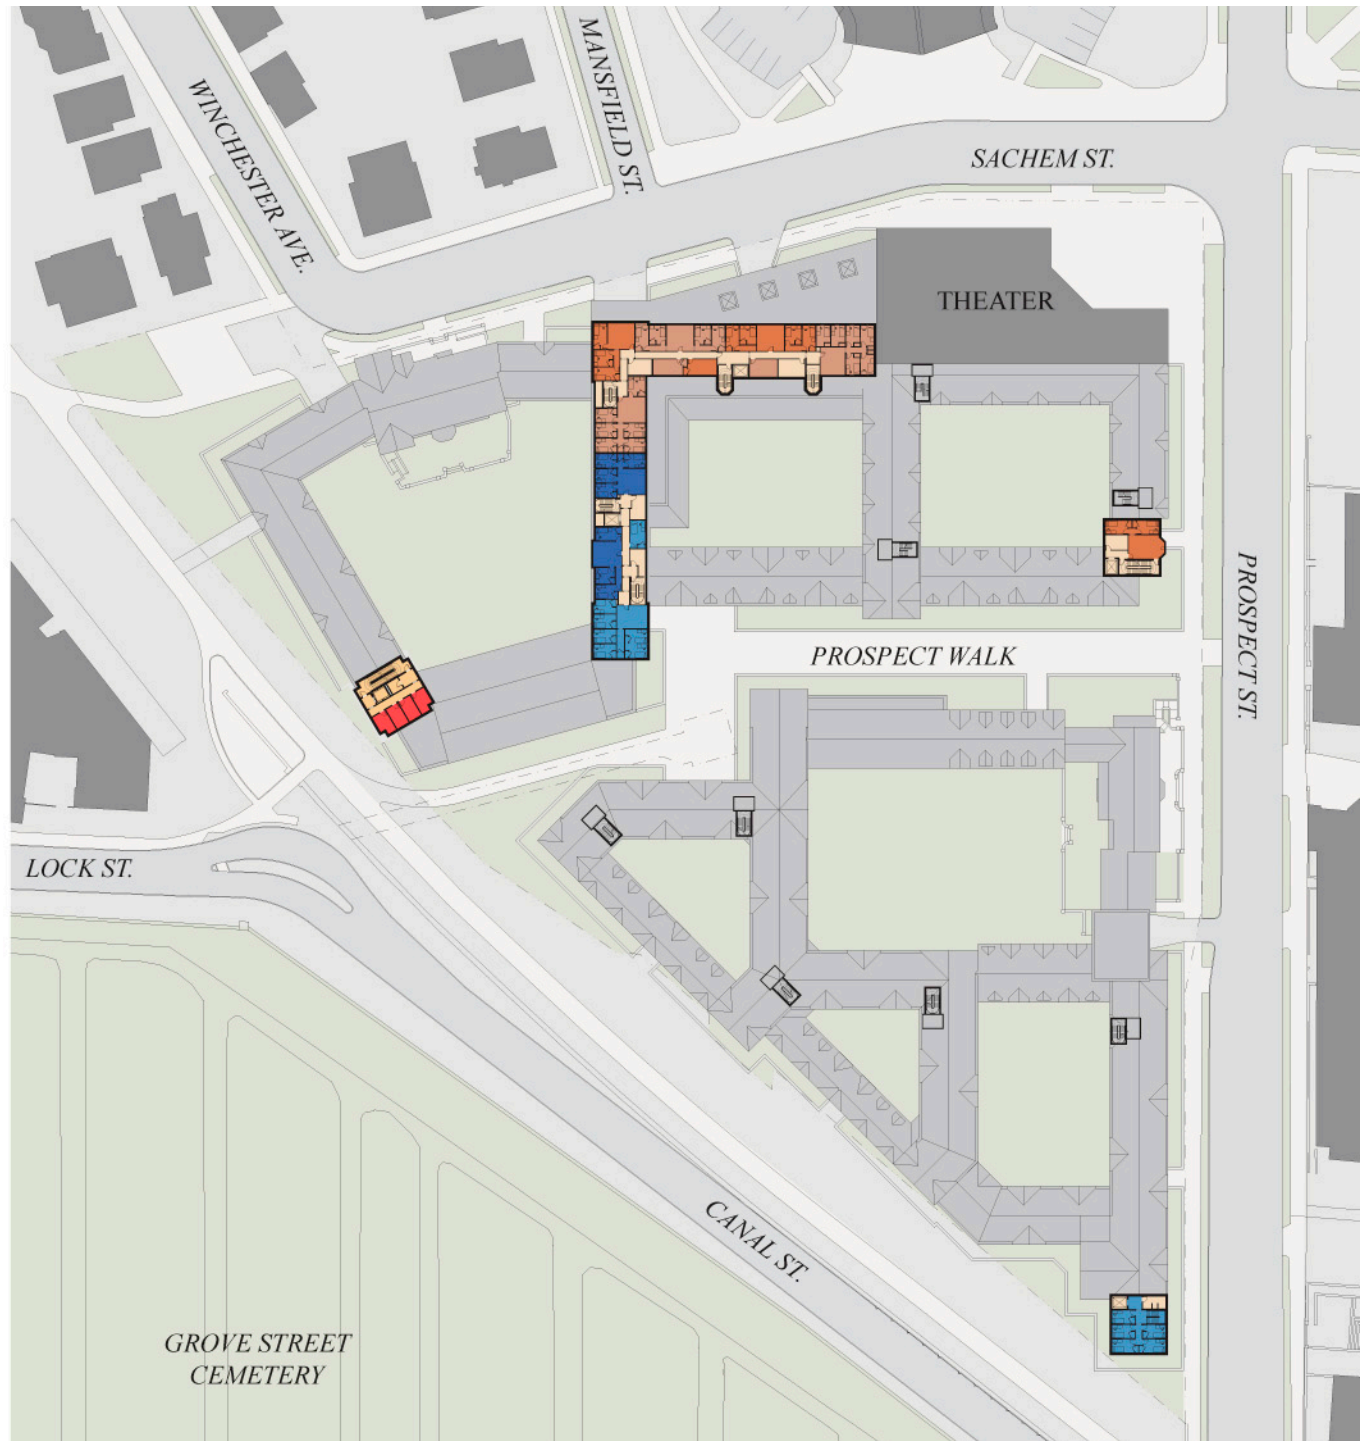 MANSFIELD ST.
WINCHESTER AVE.
SACHEM ST.
THEATER
PROSPECT ST.
PROSPECT WALK
LOCK ST.
CANAL ST.
GROVE STREET
CEMETERY